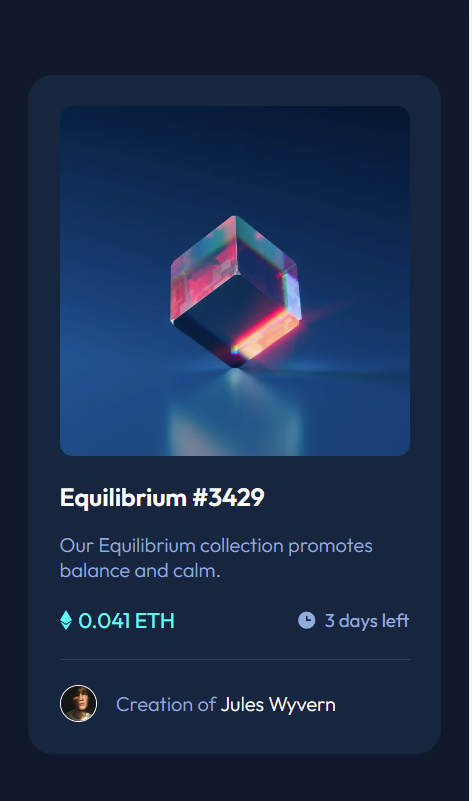 Equilibrium #3429
Our Equilibrium collection promotes
balance and calm.
0.041 ETH
3 days left
Creation of Jules Wyvern